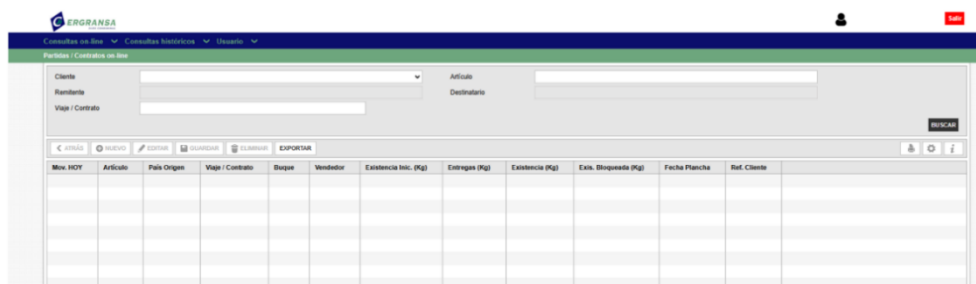 ERGRANSA
Salir
Consultas on-line Consultas históricos Usuario
Partidas / Contratos on-line
Cliente Artículo
Remitente Destinatario
Viaje / Contrato
BUSCAR
ATRÁS NUEVO EDITAR GUARDAR ELIMINAR EXPORTAR
Mov. HOY Artículo País Origen Viaje / Contrato Buque Vendedor Existencia Inic. (Kg) Entregas (Kg) Existencia (Kg) Exis. Bloqueada (Kg) Fecha Plancha Ref. Cliente